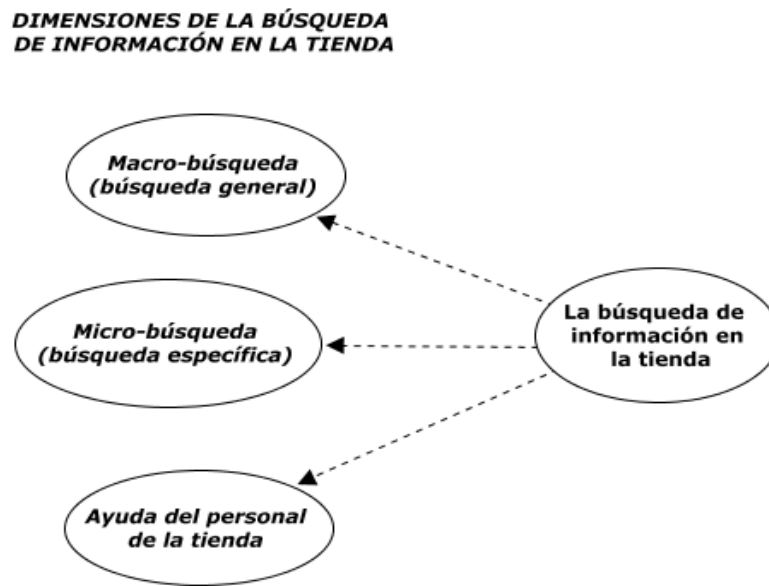 DIMENSIONES DE LA BÚSQUEDA
DE INFORMACIÓN EN LA TIENDA
Macro-búsqueda
(búsqueda general)
Micro-búsqueda
(búsqueda específica)
La búsqueda de
información en
la tienda
Ayuda del personal
de la tienda